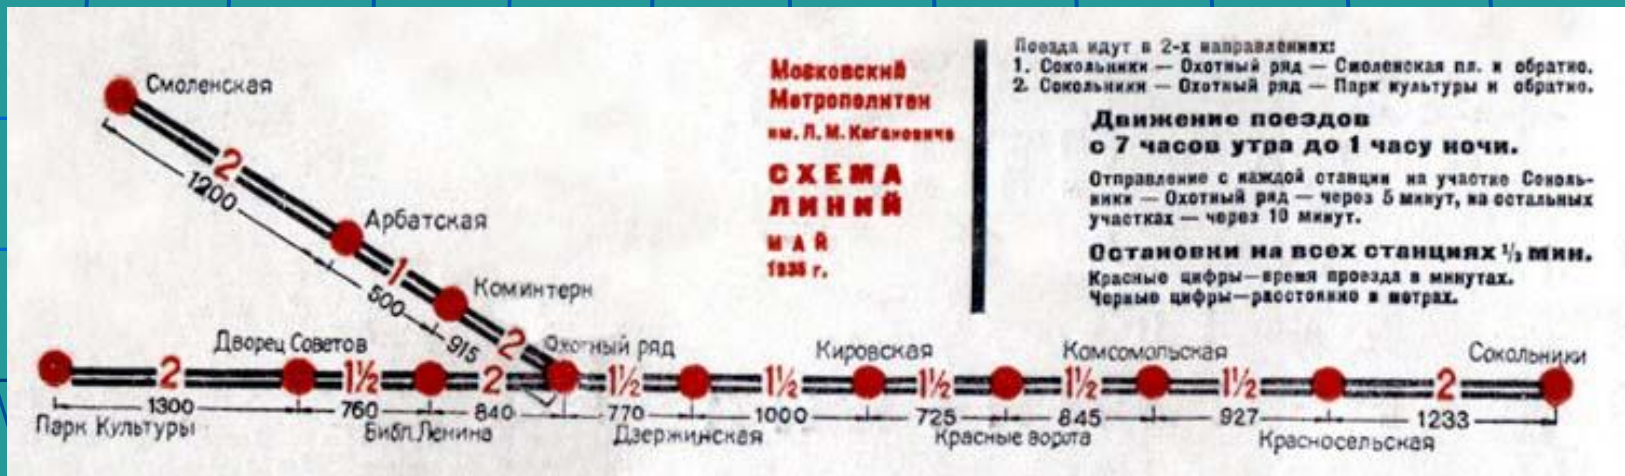 Смоленская
2
1200
Арбатская
1
500
Коминтерн
2
915
Московский
Метрополитен
им. Л. М. Кагановича
СХЕМА
ЛИНИЙ
МАЙ
1935 г.
Поезда идут в 2-х направлениях:
1. Сокольники — Охотный ряд — Смоленская пл. и обратно.
2. Сокольники — Охотный ряд — Парк культуры и обратно.
Движение поездов
с 7 часов утра до 1 часу ночи.
Отправление с каждой станции на участке Соколь-
ники — Охотный ряд — через 5 минут, на остальных
участках — через 10 минут.
Остановки на всех станциях ½ мин.
Красные цифры—время проезда в минутах.
Черные цифры—расстояние в метрах.
Дворец Советов Охотный ряд Кировская Комсомольская Сокольники
2 1½ 2 1½ 1½ 1½ 1½ 1½ 2
1300 760 840 770 1000 725 845 927 1233
Парк Культуры Библ. Ленина Дзержинская Красные ворота Красносельская